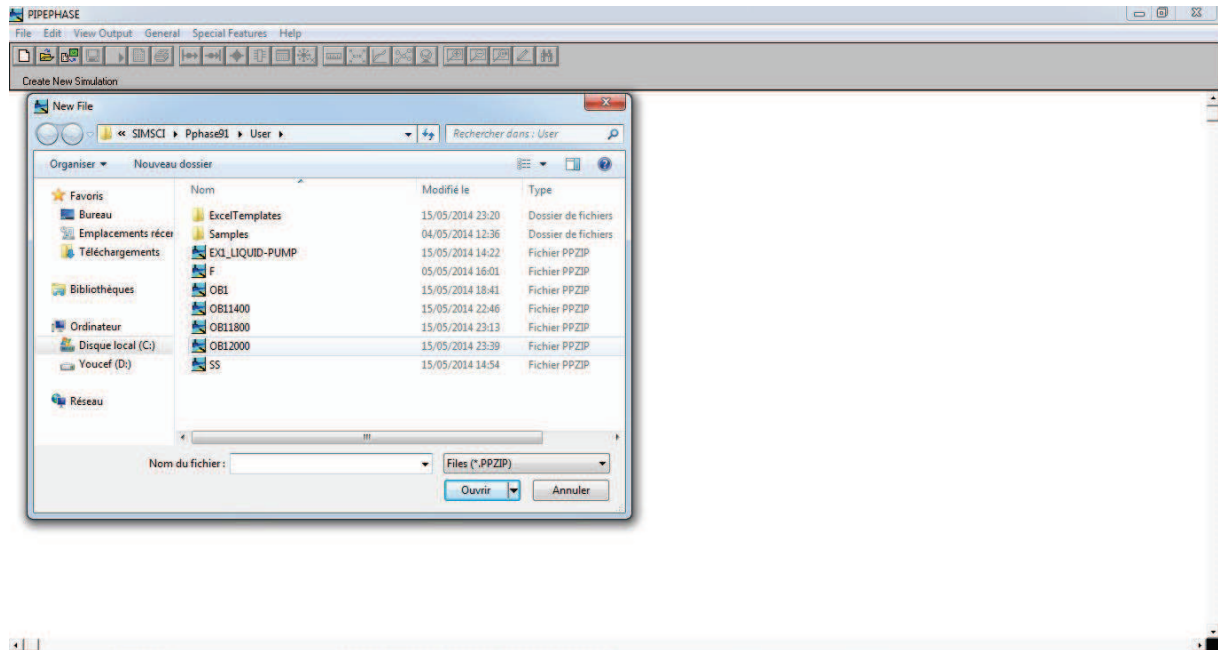 PIPEPHASE
File Edit View Output General Special Features Help
Create New Simulation
New File
« SIMSCI ▸ Pphase91 ▸ User ▸
Rechercher dans : User
Organiser Nouveau dossier
Nom Modifié le Type
Favoris
Bureau
Emplacements récer
Téléchargements
Bibliothèques
Ordinateur
Disque local (C:)
Youcef (D:)
Réseau
ExcelTemplates 15/05/2014 23:20 Dossier de fichiers
Samples 04/05/2014 12:36 Dossier de fichiers
EX1_LIQUID-PUMP 15/05/2014 14:22 Fichier PPZIP
F 05/05/2014 16:01 Fichier PPZIP
OB1 15/05/2014 18:41 Fichier PPZIP
OB11400 15/05/2014 22:46 Fichier PPZIP
OB11800 15/05/2014 23:13 Fichier PPZIP
OB12000 15/05/2014 23:39 Fichier PPZIP
SS 15/05/2014 14:54 Fichier PPZIP
Nom du fichier : Files (*.PPZIP)
Ouvrir Annuler